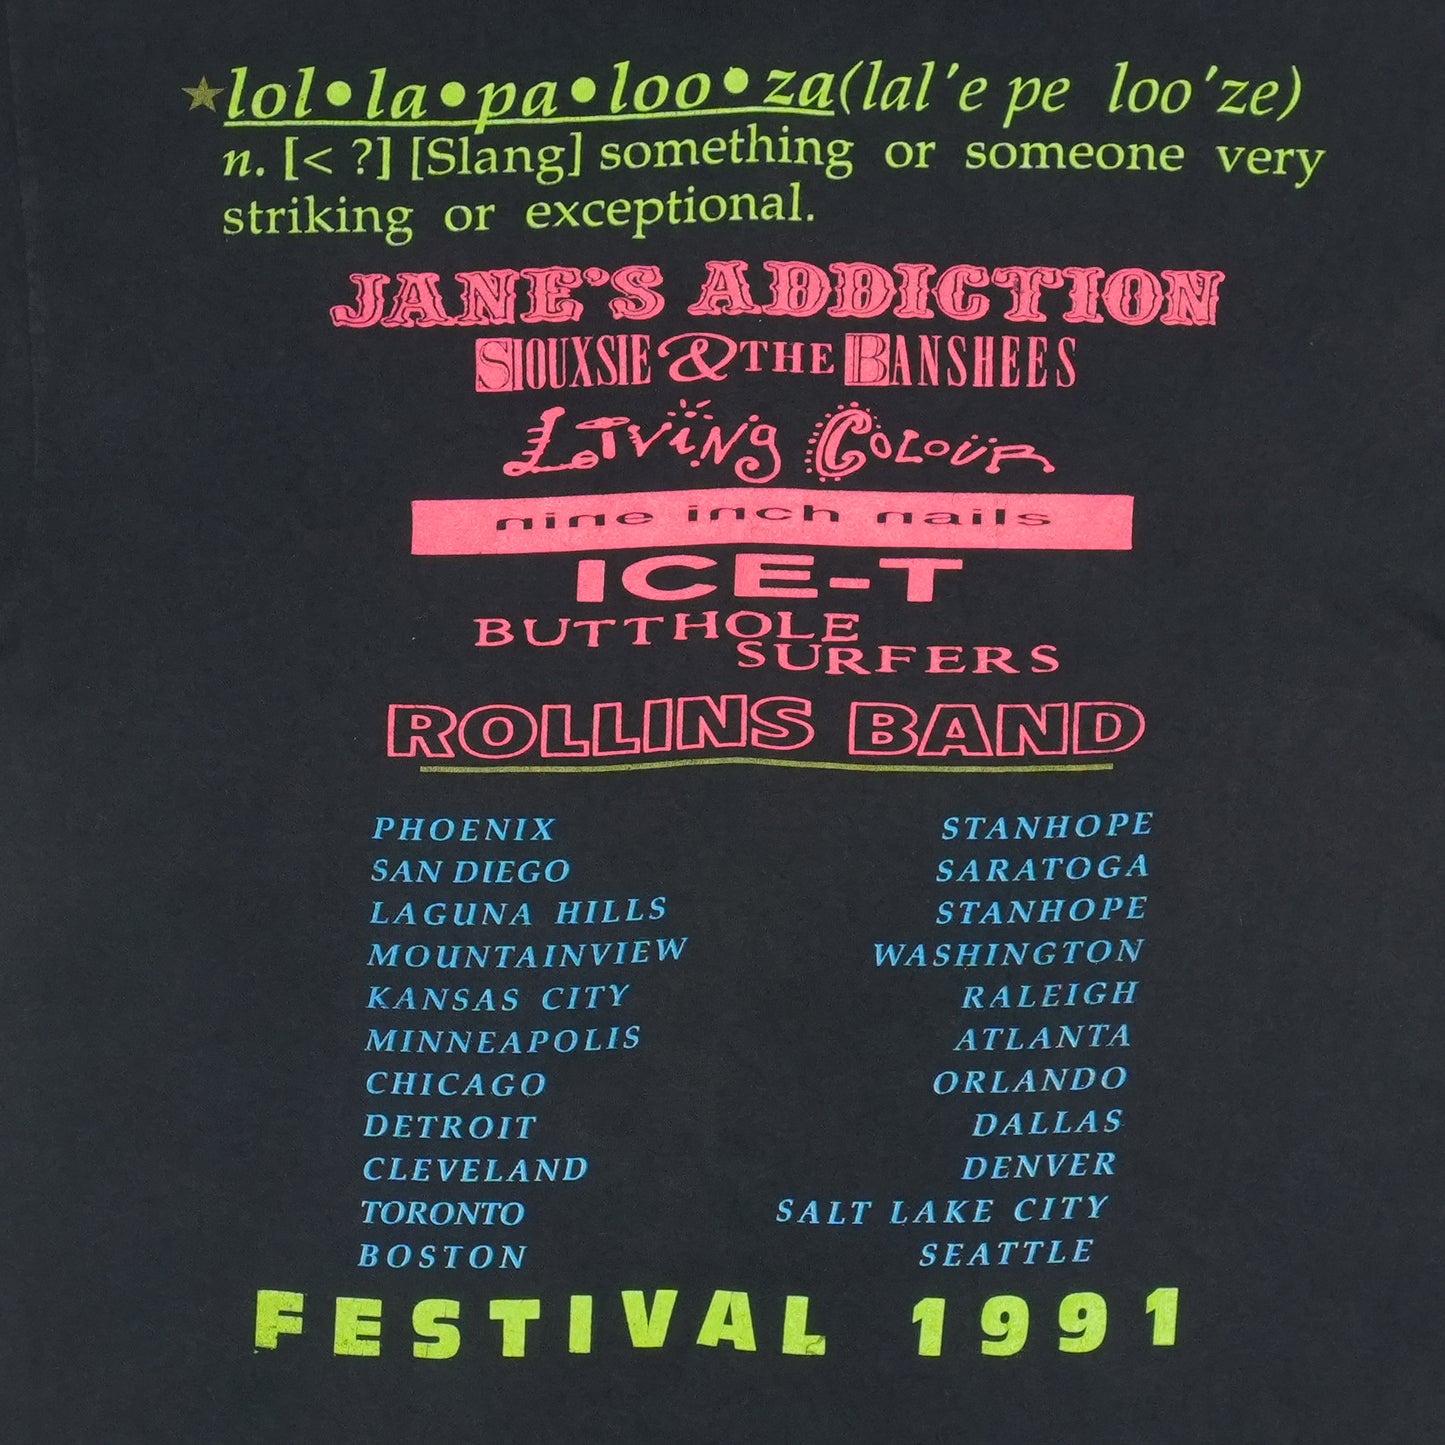 lol•la•pa•loo•za(lal'e pe loo'ze)
n. [< ?] [Slang] something or someone very
striking or exceptional.
JANE'S ADDICTION
SIOUXSIE & THE BANSHEES
LIVING COLOUR
nine inch nails
ICE-T
BUTTHOLE
SURFERS
ROLLINS BAND
PHOENIX
SAN DIEGO
LAGUNA HILLS
MOUNTAINVIEW
KANSAS CITY
MINNEAPOLIS
CHICAGO
DETROIT
CLEVELAND
TORONTO
BOSTON
STANHOPE
SARATOGA
STANHOPE
WASHINGTON
RALEIGH
ATLANTA
ORLANDO
DALLAS
DENVER
SALT LAKE CITY
SEATTLE
FESTIVAL 1991